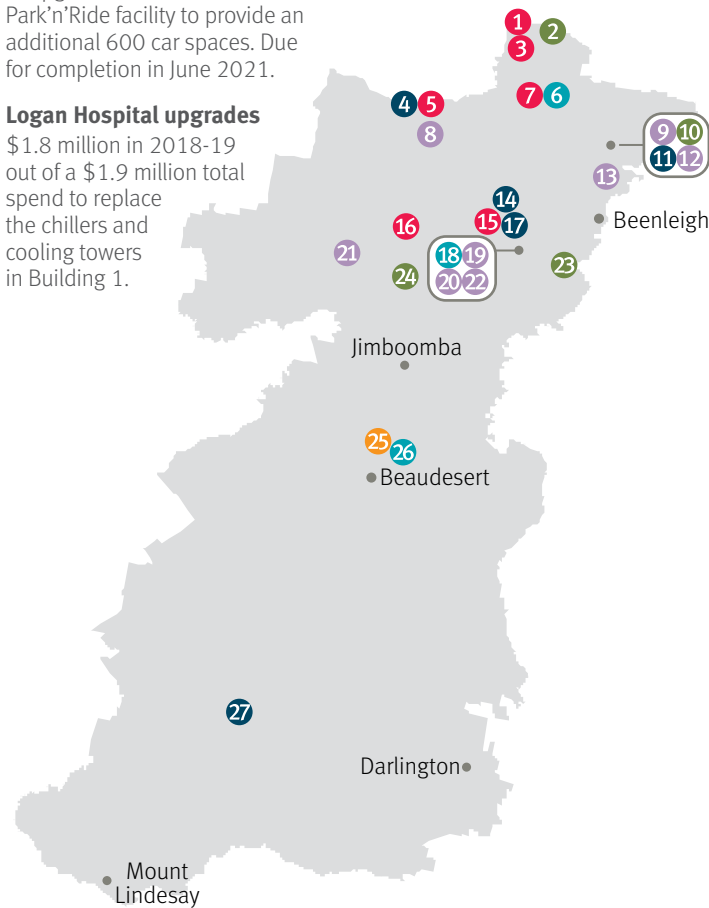 Park’n’Ride facility to provide an
additional 600 car spaces. Due
for completion in June 2021.
Logan Hospital upgrades
$1.8 million in 2018-19
out of a $1.9 million total
spend to replace
the chillers and
cooling towers
in Building 1.
1
2
3
4 5
7 6
8
9 10
11 12
13
14
15 17
16
Beenleigh
18 19
20 22
21
23
24
Jimboomba
25
26
Beaudesert
27
Darlington
Mount
Lindesay